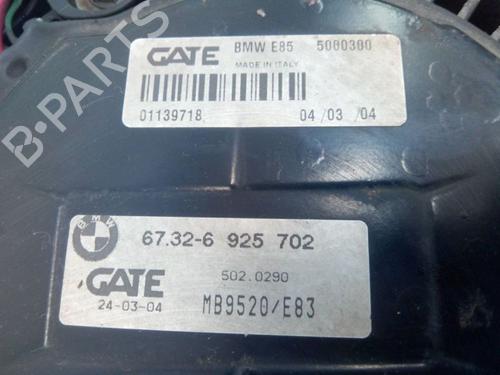 GATE BMW E85 5000300
MADE IN ITALY
01139718 04/03/04
BMW
67.32-6 925 702
GATE 502.0290
24-03-04 MB9520/E83
B-PARTS